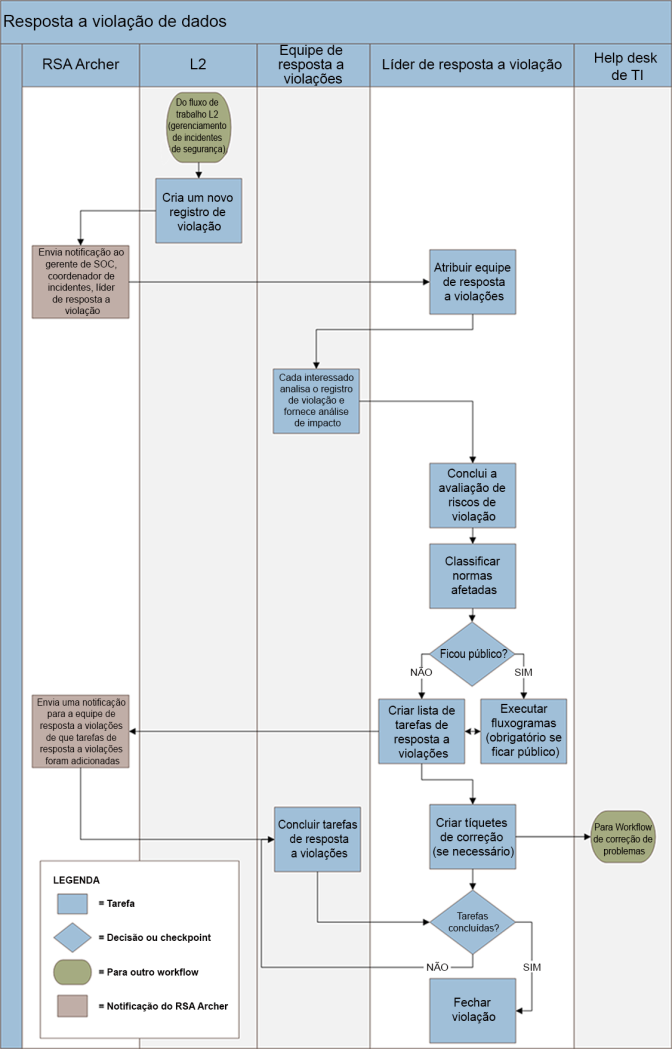 Resposta a violação de dados
RSA Archer
L2
Equipe de
resposta a
violações
Líder de resposta a violação
Help desk
de TI
Do fluxo de
trabalho L2
(gerenciamento
de incidentes
de segurança)
Cria um novo
registro de
violação
Envia notificação ao
gerente de SOC,
coordenador de
incidentes, líder
de resposta a
violação
Atribuir equipe
de resposta
a violações
Cada interessado
analisa o registro
de violação e
fornece análise
de impacto
Conclui a
avaliação de
riscos de
violação
Classificar
normas
afetadas
Ficou público?
NÃO
SIM
Envia uma notificação
para a equipe de
resposta a violações
de que tarefas de
resposta a violações
foram adicionadas
Criar lista de
tarefas de
resposta a
violações
Executar
fluxogramas
(obrigatório se
ficar público)
Concluir tarefas
de resposta
a violações
Criar tíquetes
de correção
(se necessário)
Para Workflow
de correção de
problemas
Tarefas
concluídas?
NÃO
SIM
Fechar
violação
LEGENDA
= Tarefa
= Decisão ou checkpoint
= Para outro workflow
= Notificação do RSA Archer